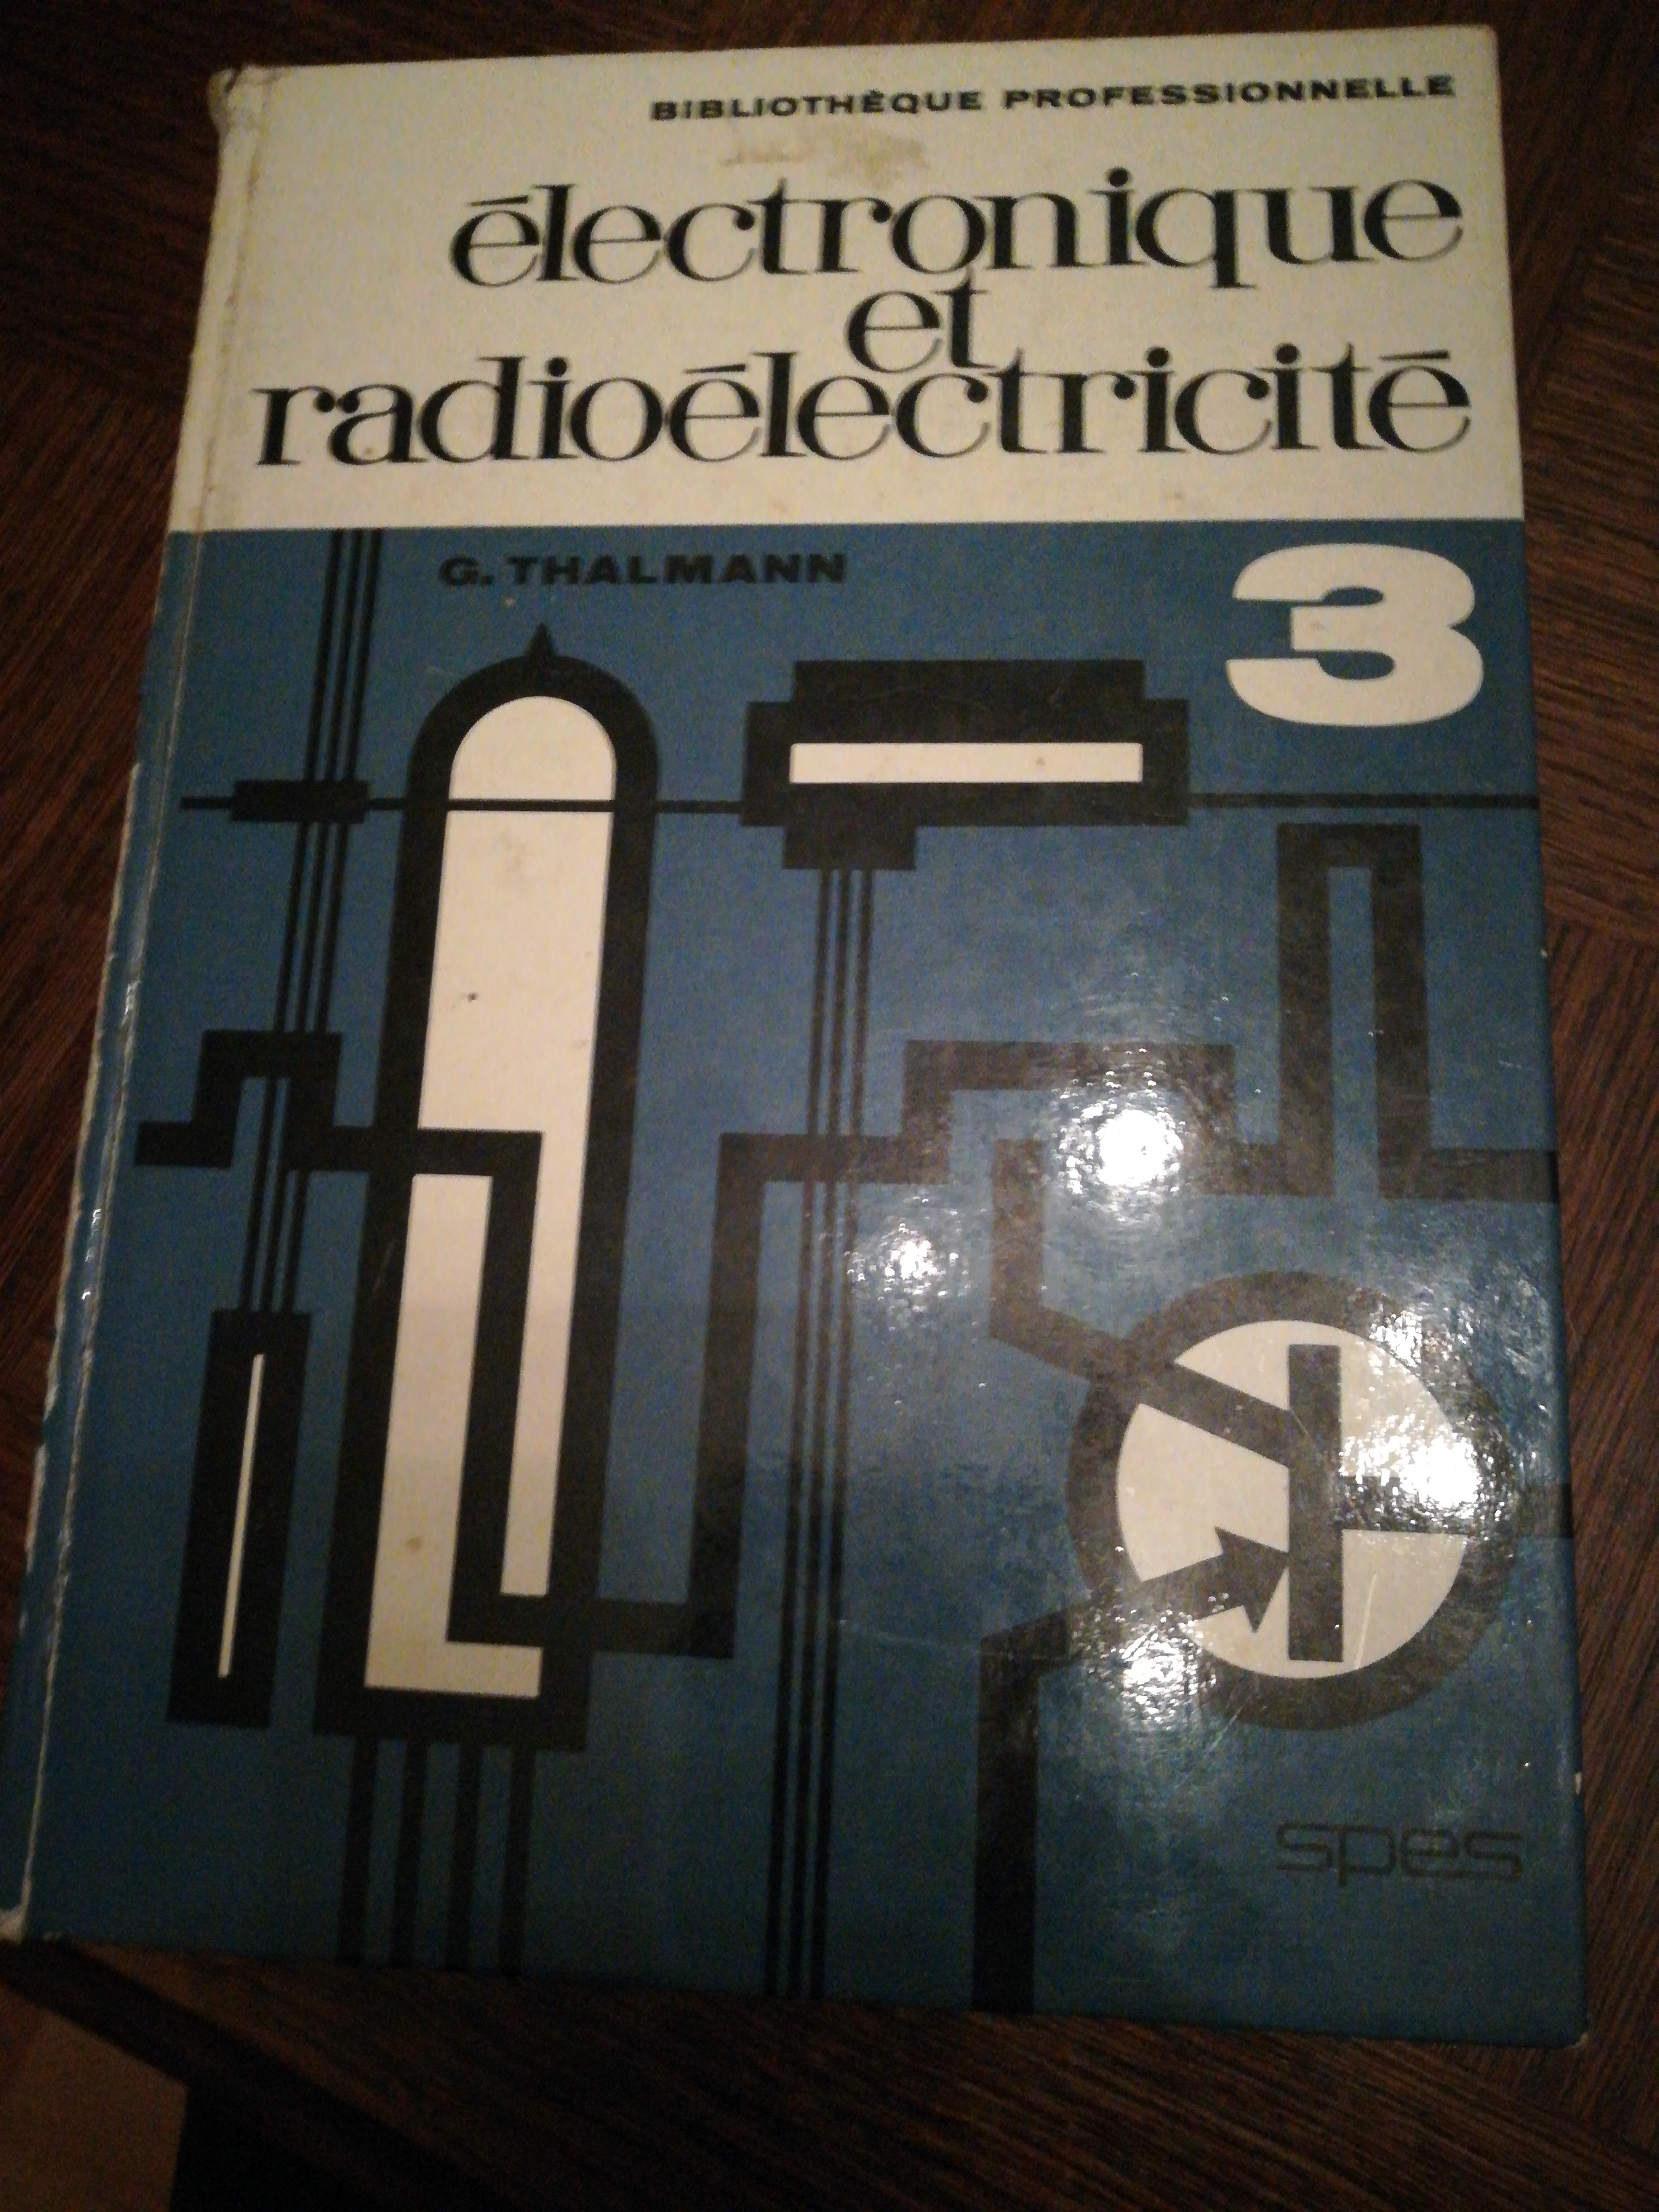 BIBLIOTHÈQUE PROFESSIONNELLE
électronique
et
radioélectricité
G. THALMANN
3
spes